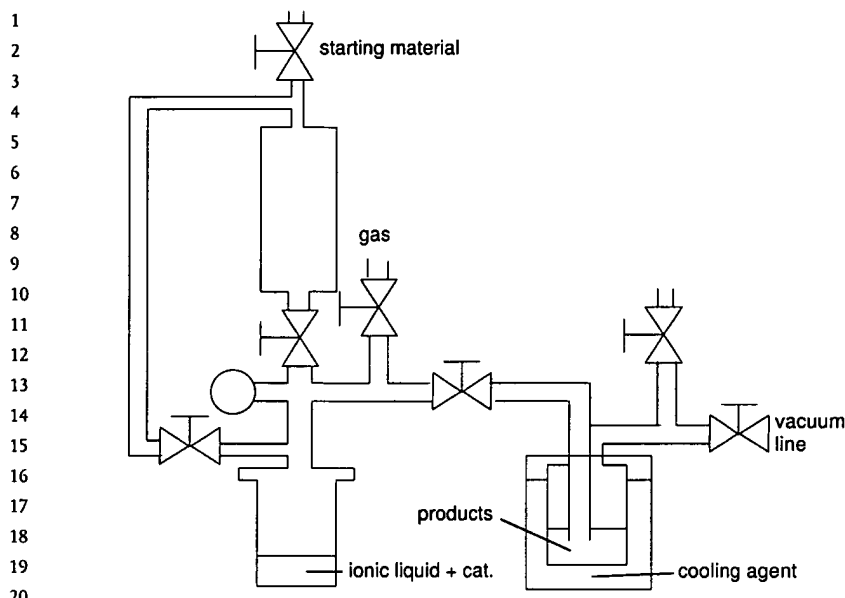 1
2
starting material
3
4
5
6
7
8
gas
9
10
11
12
13
14
vacuum
15
line
16
17
products
18
19
ionic liquid + cat.
cooling agent
20